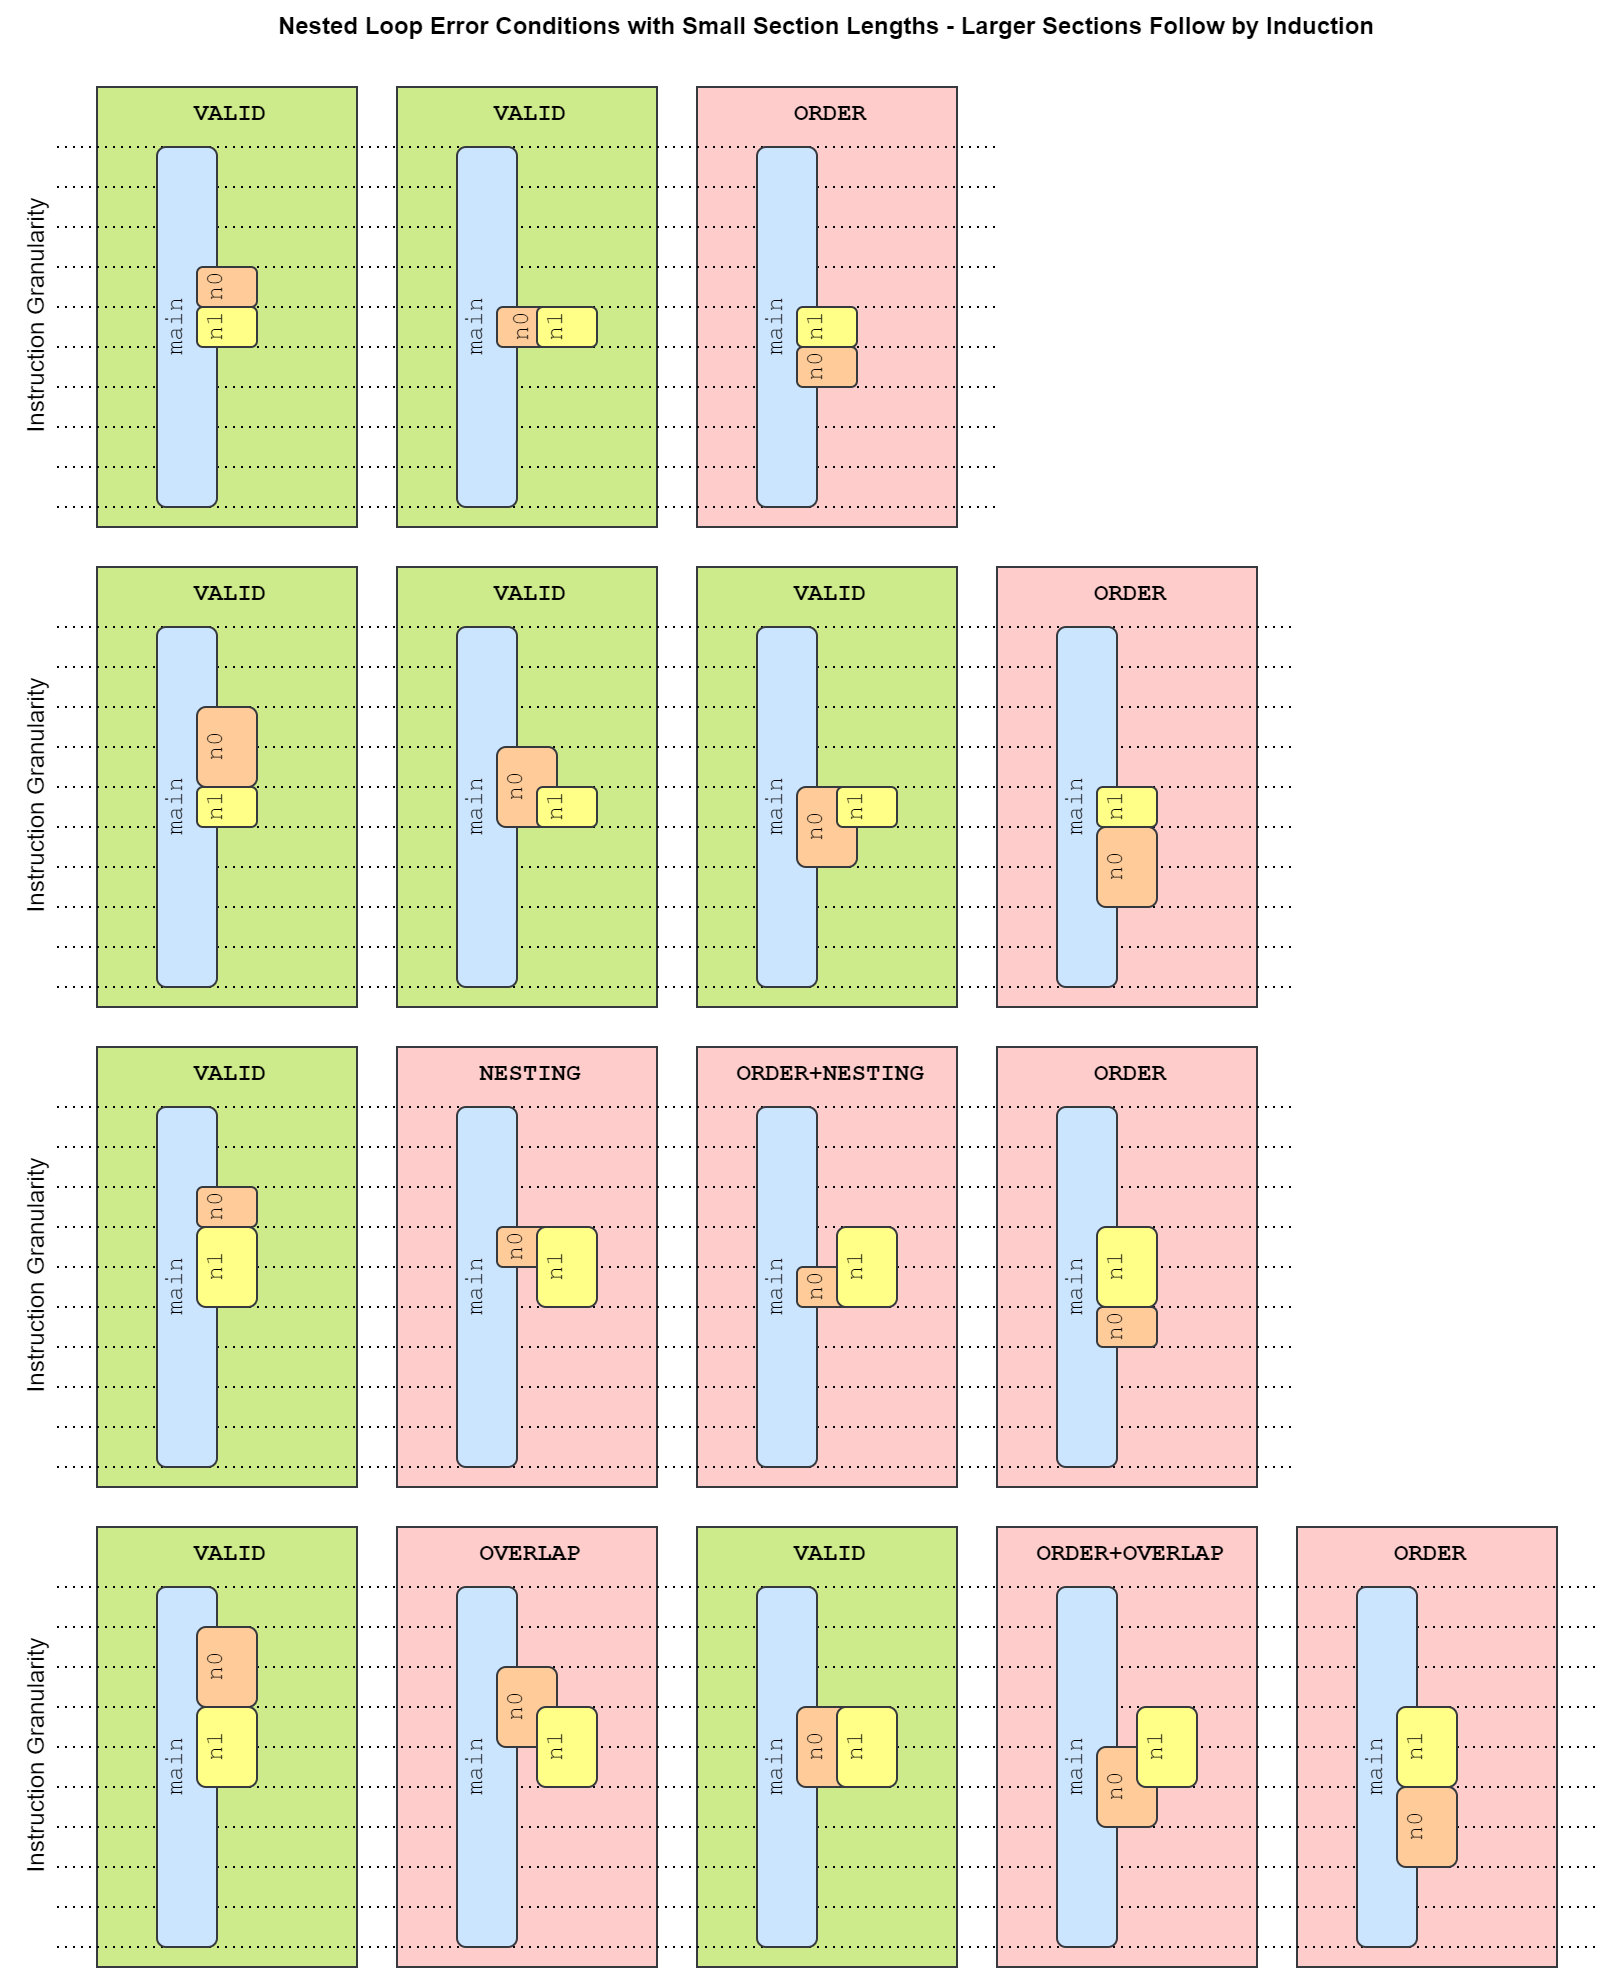 Nested Loop Error Conditions with Small Section Lengths - Larger Sections Follow by Induction
Instruction Granularity
VALID
main
n0
n1
VALID
main
n0
n1
ORDER
main
n1
n0
Instruction Granularity
VALID
main
n0
n1
VALID
main
n0
n1
VALID
main
n0
n1
ORDER
main
n1
n0
Instruction Granularity
VALID
main
n0
n1
NESTING
main
n0
n1
ORDER+NESTING
main
n0
n1
ORDER
main
n1
n0
Instruction Granularity
VALID
main
n0
n1
OVERLAP
main
n0
n1
VALID
main
n0
n1
ORDER+OVERLAP
main
n0
n1
ORDER
main
n1
n0